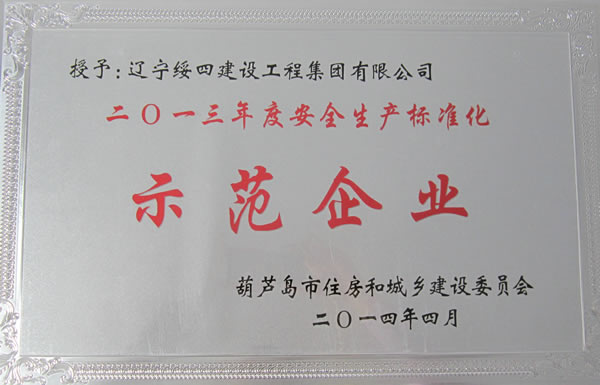 授予:辽宁绥四建设工程集团有限公司
二〇一三年度安全生产标准化
示范企业
葫芦岛市住房和城乡建设委员会
二〇一四年四月